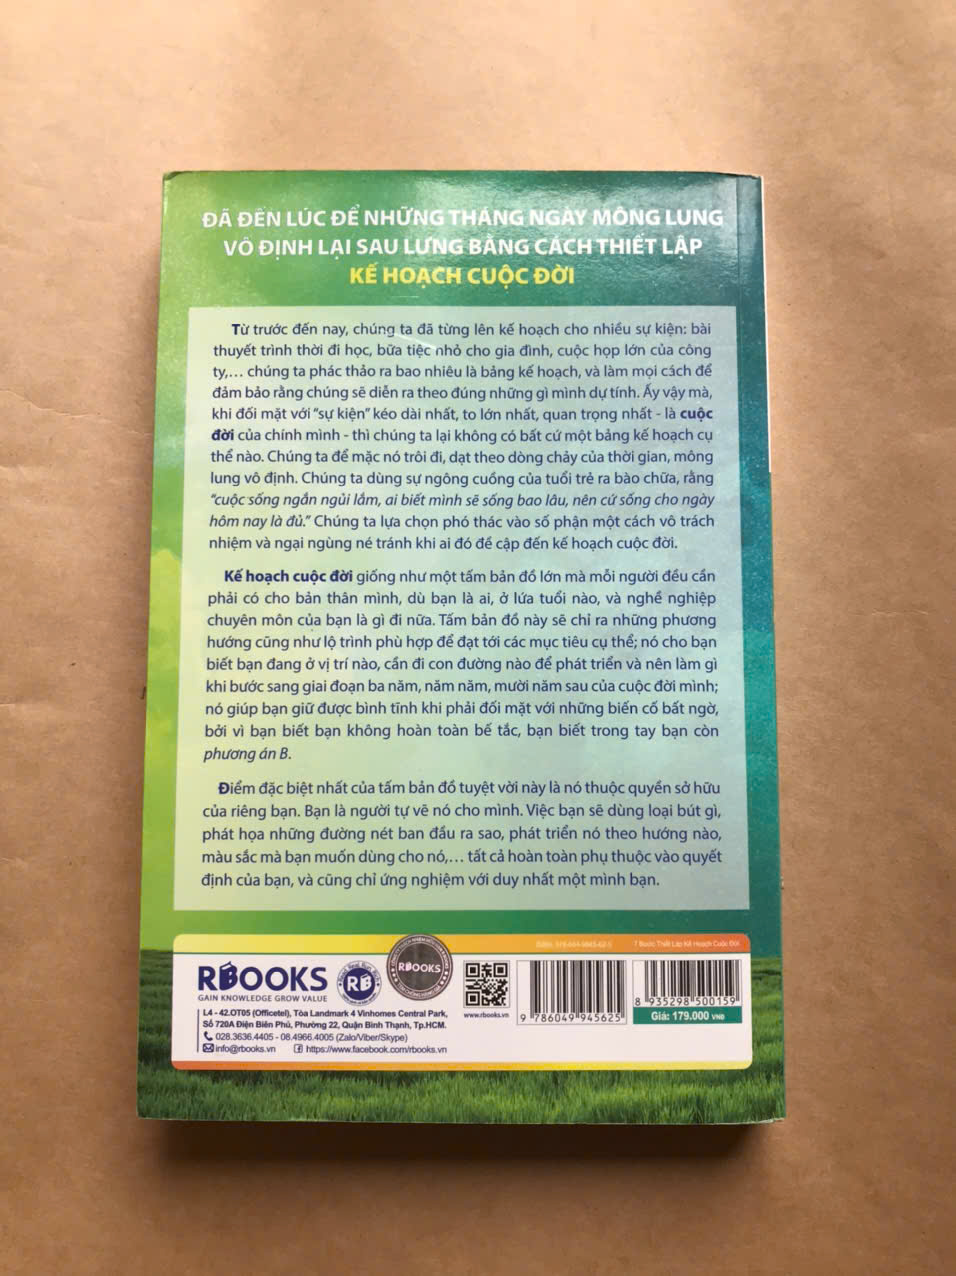 ĐÃ ĐẾN LÚC ĐỂ NHỮNG THÁNG NGÀY MÔNG LUNG
VÔ ĐỊNH LẠI SAU LƯNG BẰNG CÁCH THIẾT LẬP
KẾ HOẠCH CUỘC ĐỜI
Từ trước đến nay, chúng ta đã từng lên kế hoạch cho nhiều sự kiện: bài
thuyết trình thời đi học, bữa tiệc nhỏ cho gia đình, cuộc họp lớn của công
ty,... chúng ta phác thảo ra bao nhiêu là bảng kế hoạch, và làm mọi cách để
đảm bảo rằng chúng sẽ diễn ra theo đúng những gì mình dự tính. Ấy vậy mà,
khi đối mặt với "sự kiện" kéo dài nhất, to lớn nhất, quan trọng nhất - là cuộc
đời của chính mình - thì chúng ta lại không có bất cứ một bảng kế hoạch cụ
thể nào. Chúng ta để mặc nó trôi đi, dạt theo dòng chảy của thời gian, mông
lung vô định. Chúng ta dùng sự ngông cuồng của tuổi trẻ ra bào chữa, rằng
"cuộc sống ngắn ngủi lắm, ai biết mình sẽ sống bao lâu, nên cứ sống cho ngày
hôm nay là đủ." Chúng ta lựa chọn phó thác vào số phận một cách vô trách
nhiệm và ngại ngùng né tránh khi ai đó đề cập đến kế hoạch cuộc đời.
Kế hoạch cuộc đời giống như một tấm bản đồ lớn mà mỗi người đều cần
phải có cho bản thân mình, dù bạn là ai, ở lứa tuổi nào, và nghề nghiệp
chuyên môn của bạn là gì đi nữa. Tấm bản đồ này sẽ chỉ ra những phương
hướng cũng như lộ trình phù hợp để đạt tới các mục tiêu cụ thể; nó cho bạn
biết bạn đang ở vị trí nào, cần đi con đường nào để phát triển và nên làm gì
khi bước sang giai đoạn ba năm, năm năm, mười năm sau của cuộc đời mình;
nó giúp bạn giữ được bình tĩnh khi phải đối mặt với những biến cố bất ngờ,
bởi vì bạn biết bạn không hoàn toàn bế tắc, bạn biết trong tay bạn còn
phương án B.
Điểm đặc biệt nhất của tấm bản đồ tuyệt vời này là nó thuộc quyền sở hữu
của riêng bạn. Bạn là người tự vẽ nó cho mình. Việc bạn sẽ dùng loại bút gì,
phát họa những đường nét ban đầu ra sao, phát triển nó theo hướng nào,
màu sắc mà bạn muốn dùng cho nó,... tất cả hoàn toàn phụ thuộc vào quyết
định của bạn, và cũng chỉ ứng nghiệm với duy nhất một mình bạn.
7 Bước Thiết Lập Kế Hoạch Cuộc Đời
RBOOKS
GAIN KNOWLEDGE GROW VALUE
RB
RBOOKS
www.rbooks.vn
9 786049 945625
8 935298 500159
Giá: 179.000 VNĐ
L4 - 42.OT05 (Officetel), Tòa Landmark 4 Vinhomes Central Park,
Số 720A Điện Biên Phủ, Phường 22, Quận Bình Thạnh, Tp.HCM.
028.3636.4405 - 08.4966.4005 (Zalo/Viber/Skype)
info@rbooks.vn https://www.facebook.com/rbooks.vn